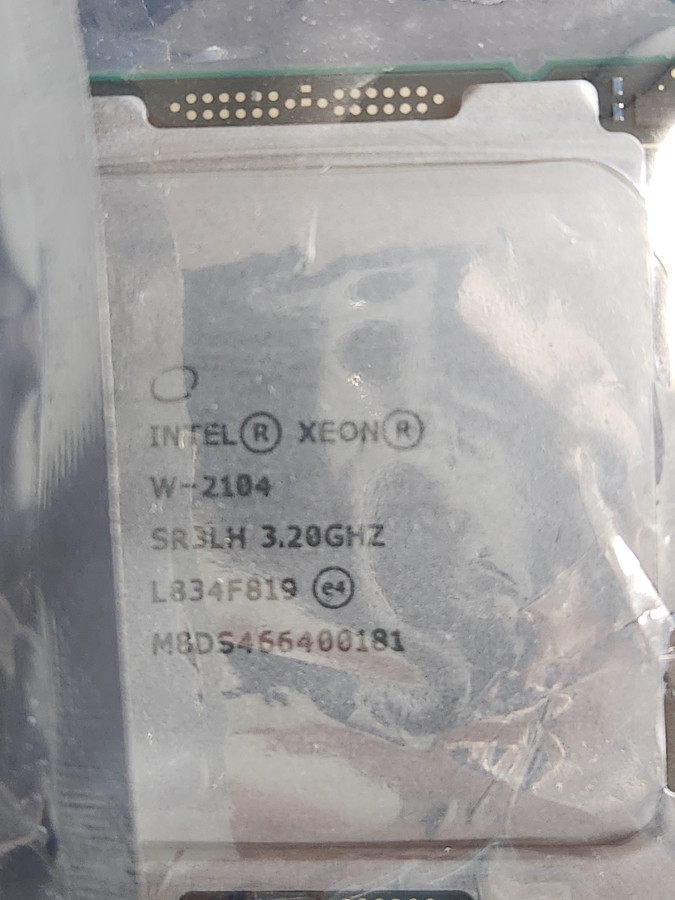 INTEL® XEON®
W-2104
SR3LH 3.20GHZ
L834F819 e4
M8DS466400181